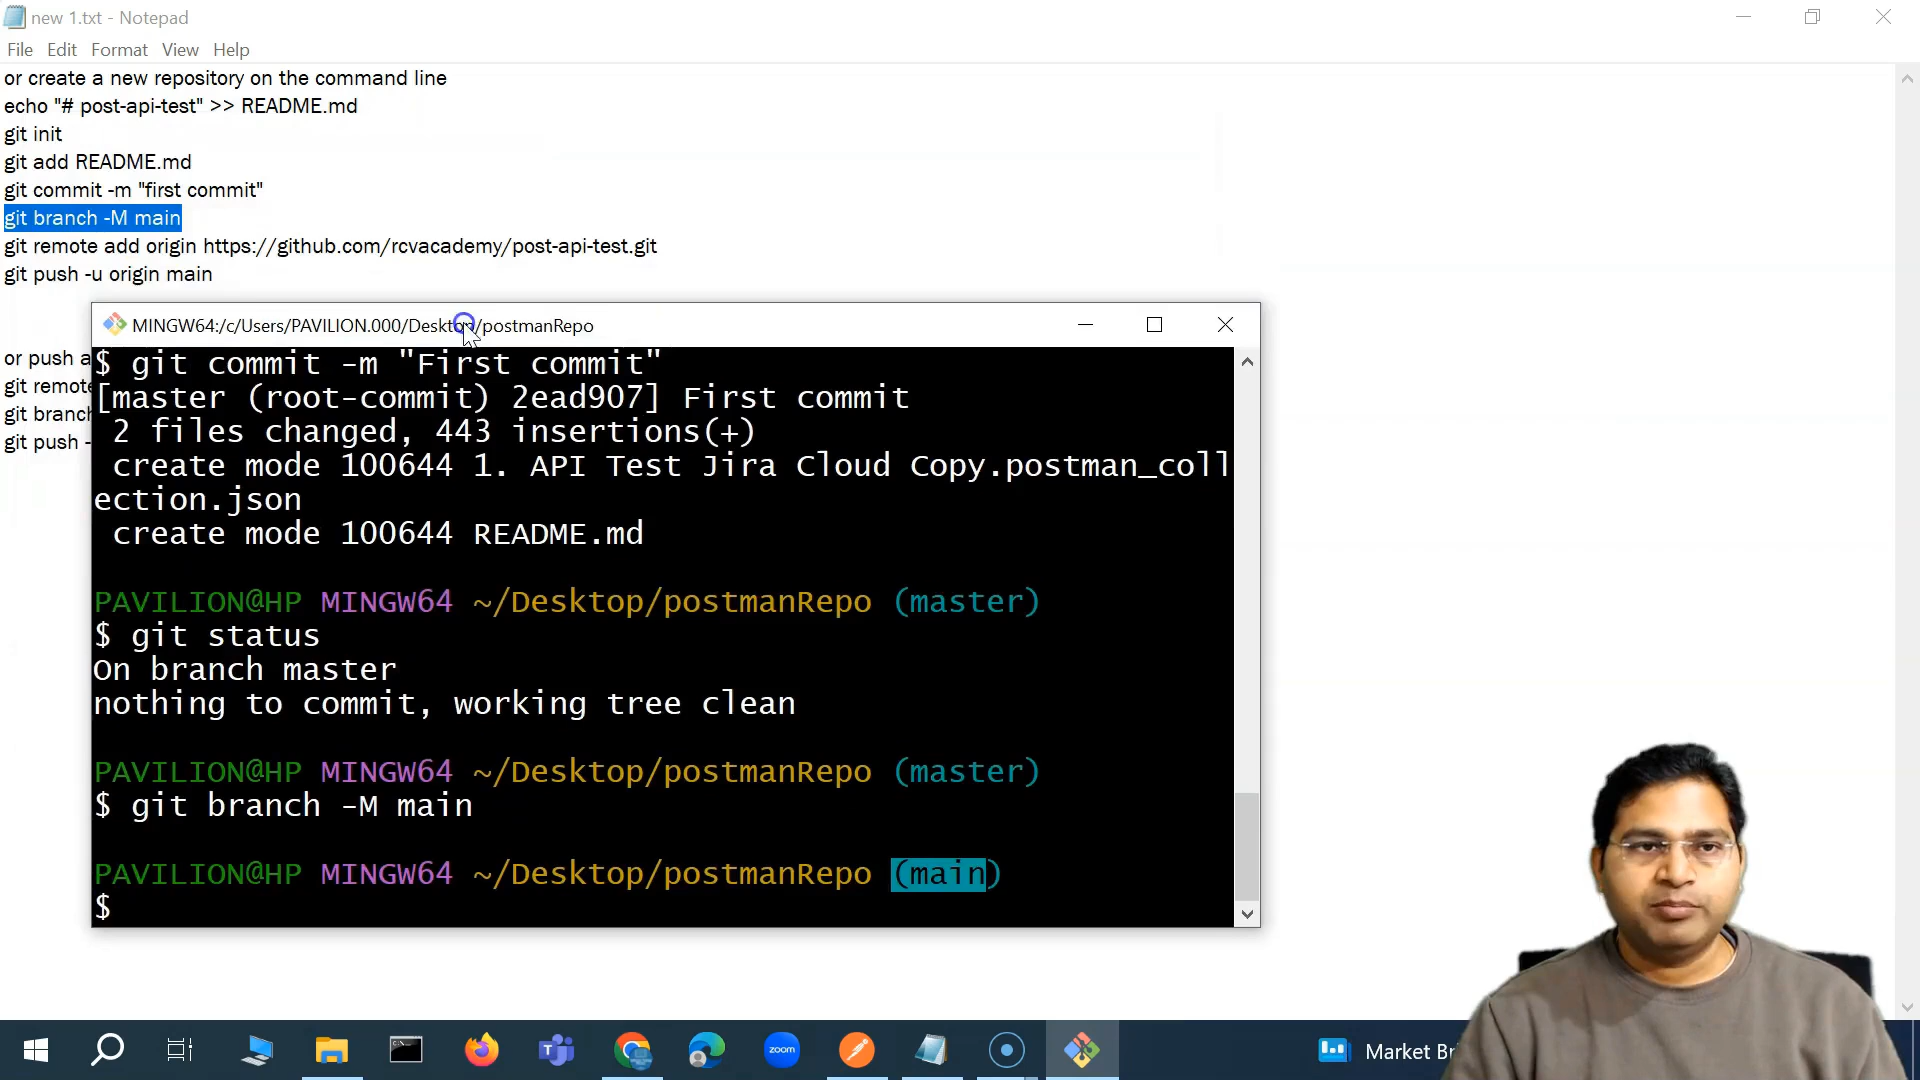 new 1.txt - Notepad
File Edit Format View Help
or create a new repository on the command line
echo "# post-api-test" >> README.md
git init
git add README.md
git commit -m "first commit"
git branch -M main
git remote add origin https://github.com/rcvacademy/post-api-test.git
git push -u origin main
or push a
git remote
git branch
git push -
MINGW64:/c/Users/PAVILION.000/Desktop/postmanRepo
$ git commit -m "First commit"
[master (root-commit) 2ead907] First commit
2 files changed, 443 insertions(+)
create mode 100644 1. API Test Jira Cloud Copy.postman_coll
ection.json
create mode 100644 README.md
PAVILION@HP MINGW64 ~/Desktop/postmanRepo (master)
$ git status
On branch master
nothing to commit, working tree clean
PAVILION@HP MINGW64 ~/Desktop/postmanRepo (master)
$ git branch -M main
PAVILION@HP MINGW64 ~/Desktop/postmanRepo (main)
$
zoom
Market Br